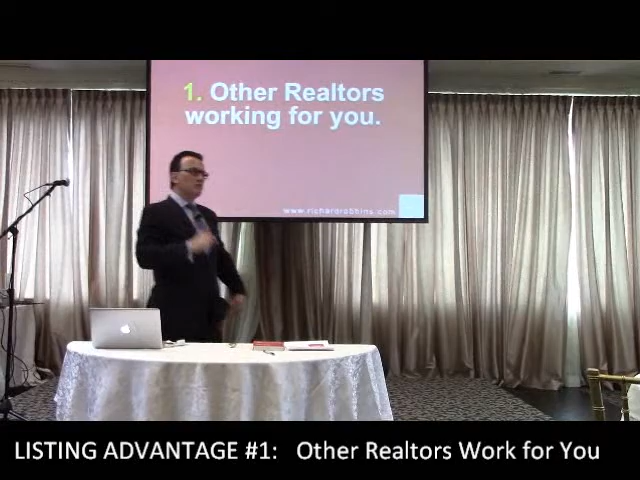 1. Other Realtors
working for you.
www.richardrobbins.com
LISTING ADVANTAGE #1: Other Realtors Work for You